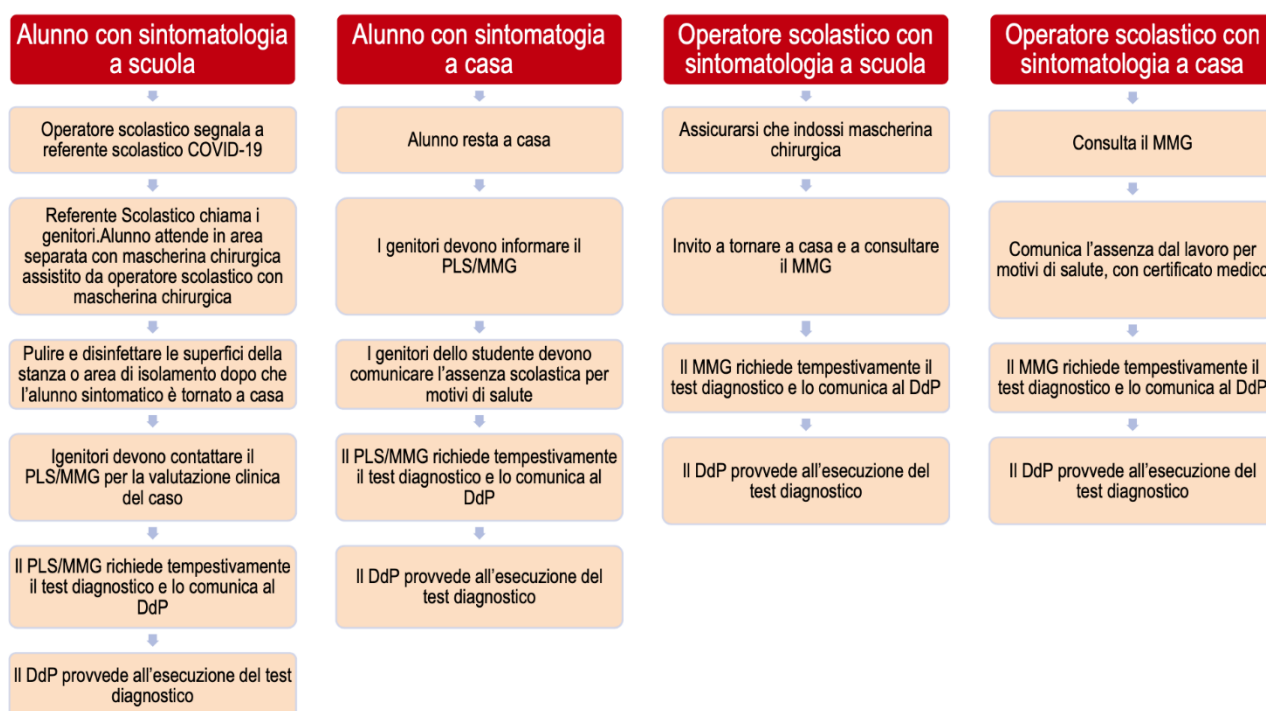 Alunno con sintomatologia
a scuola
Operatore scolastico segnala a
referente scolastico COVID-19
Referente Scolastico chiama i
genitori.Alunno attende in area
separata con mascherina chirurgica
assistito da operatore scolastico con
mascherina chirurgica
Pulire e disinfettare le superfici della
stanza o area di isolamento dopo che
l'alunno sintomatico è tornato a casa
Igenitori devono contattare il
PLS/MMG per la valutazione clinica
del caso
Il PLS/MMG richiede tempestivamente
il test diagnostico e lo comunica al
DdP
Il DdP provvede all'esecuzione del test
diagnostico
Alunno con sintomatogia
a casa
Alunno resta a casa
I genitori devono informare il
PLS/MMG
I genitori dello studente devono
comunicare l'assenza scolastica per
motivi di salute
Il PLS/MMG richiede tempestivamente
il test diagnostico e lo comunica al
DdP
Il DdP provvede all'esecuzione del
test diagnostico
Operatore scolastico con
sintomatologia a scuola
Assicurarsi che indossi mascherina
chirurgica
Invito a tornare a casa e a consultare
il MMG
Il MMG richiede tempestivamente il
test diagnostico e lo comunica al DdP
Il DdP provvede all'esecuzione del
test diagnostico
Operatore scolastico con
sintomatologia a casa
Consulta il MMG
Comunica l'assenza dal lavoro per
motivi di salute, con certificato medico
Il MMG richiede tempestivamente il
test diagnostico e lo comunica al DdP
Il DdP provvede all'esecuzione del
test diagnostico